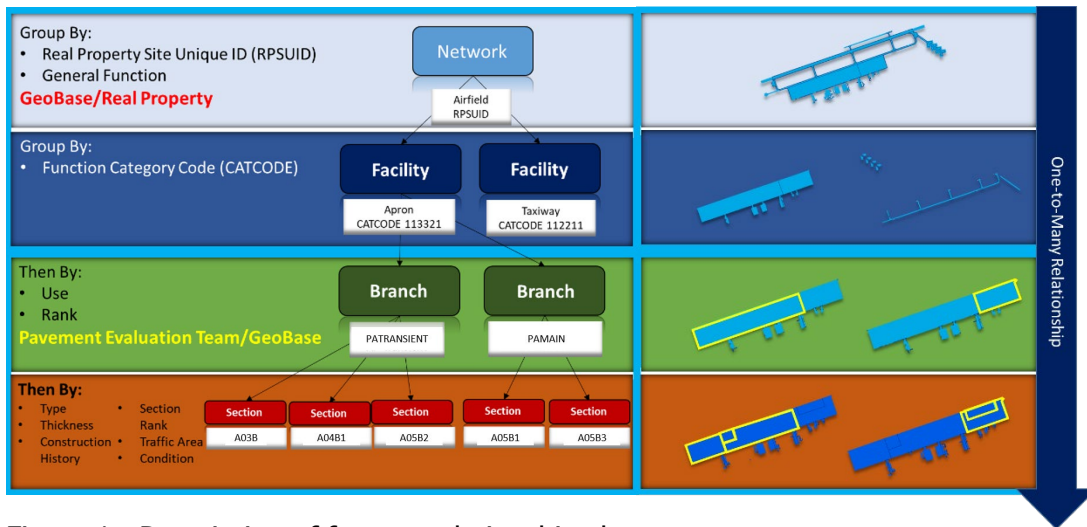 Group By:
• Real Property Site Unique ID (RPSUID)
• General Function
GeoBase/Real Property
Network
Airfield
RPSUID
Group By:
• Function Category Code (CATCODE)
Facility
Facility
Apron
CATCODE 113321
Taxiway
CATCODE 112211
Then By:
• Use
• Rank
Pavement Evaluation Team/GeoBase
Branch
Branch
PATRANSIENT
PAMAIN
Then By:
• Type
• Thickness
• Construction
History
• Section
Rank
• Traffic Area
• Condition
Section
Section
Section
Section
Section
A03B
A04B1
A05B2
A05B1
A05B3
One-to-Many Relationship